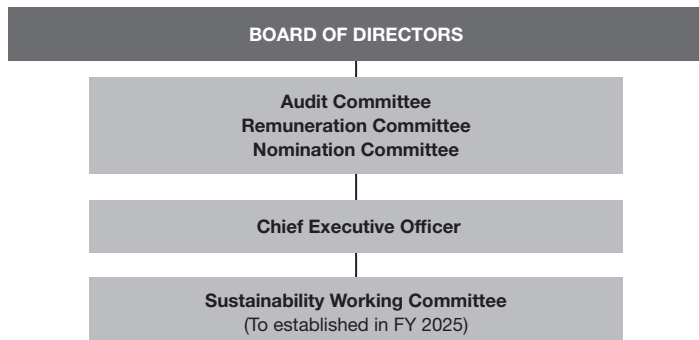 BOARD OF DIRECTORS
Audit Committee
Remuneration Committee
Nomination Committee
Chief Executive Officer
Sustainability Working Committee
(To established in FY 2025)